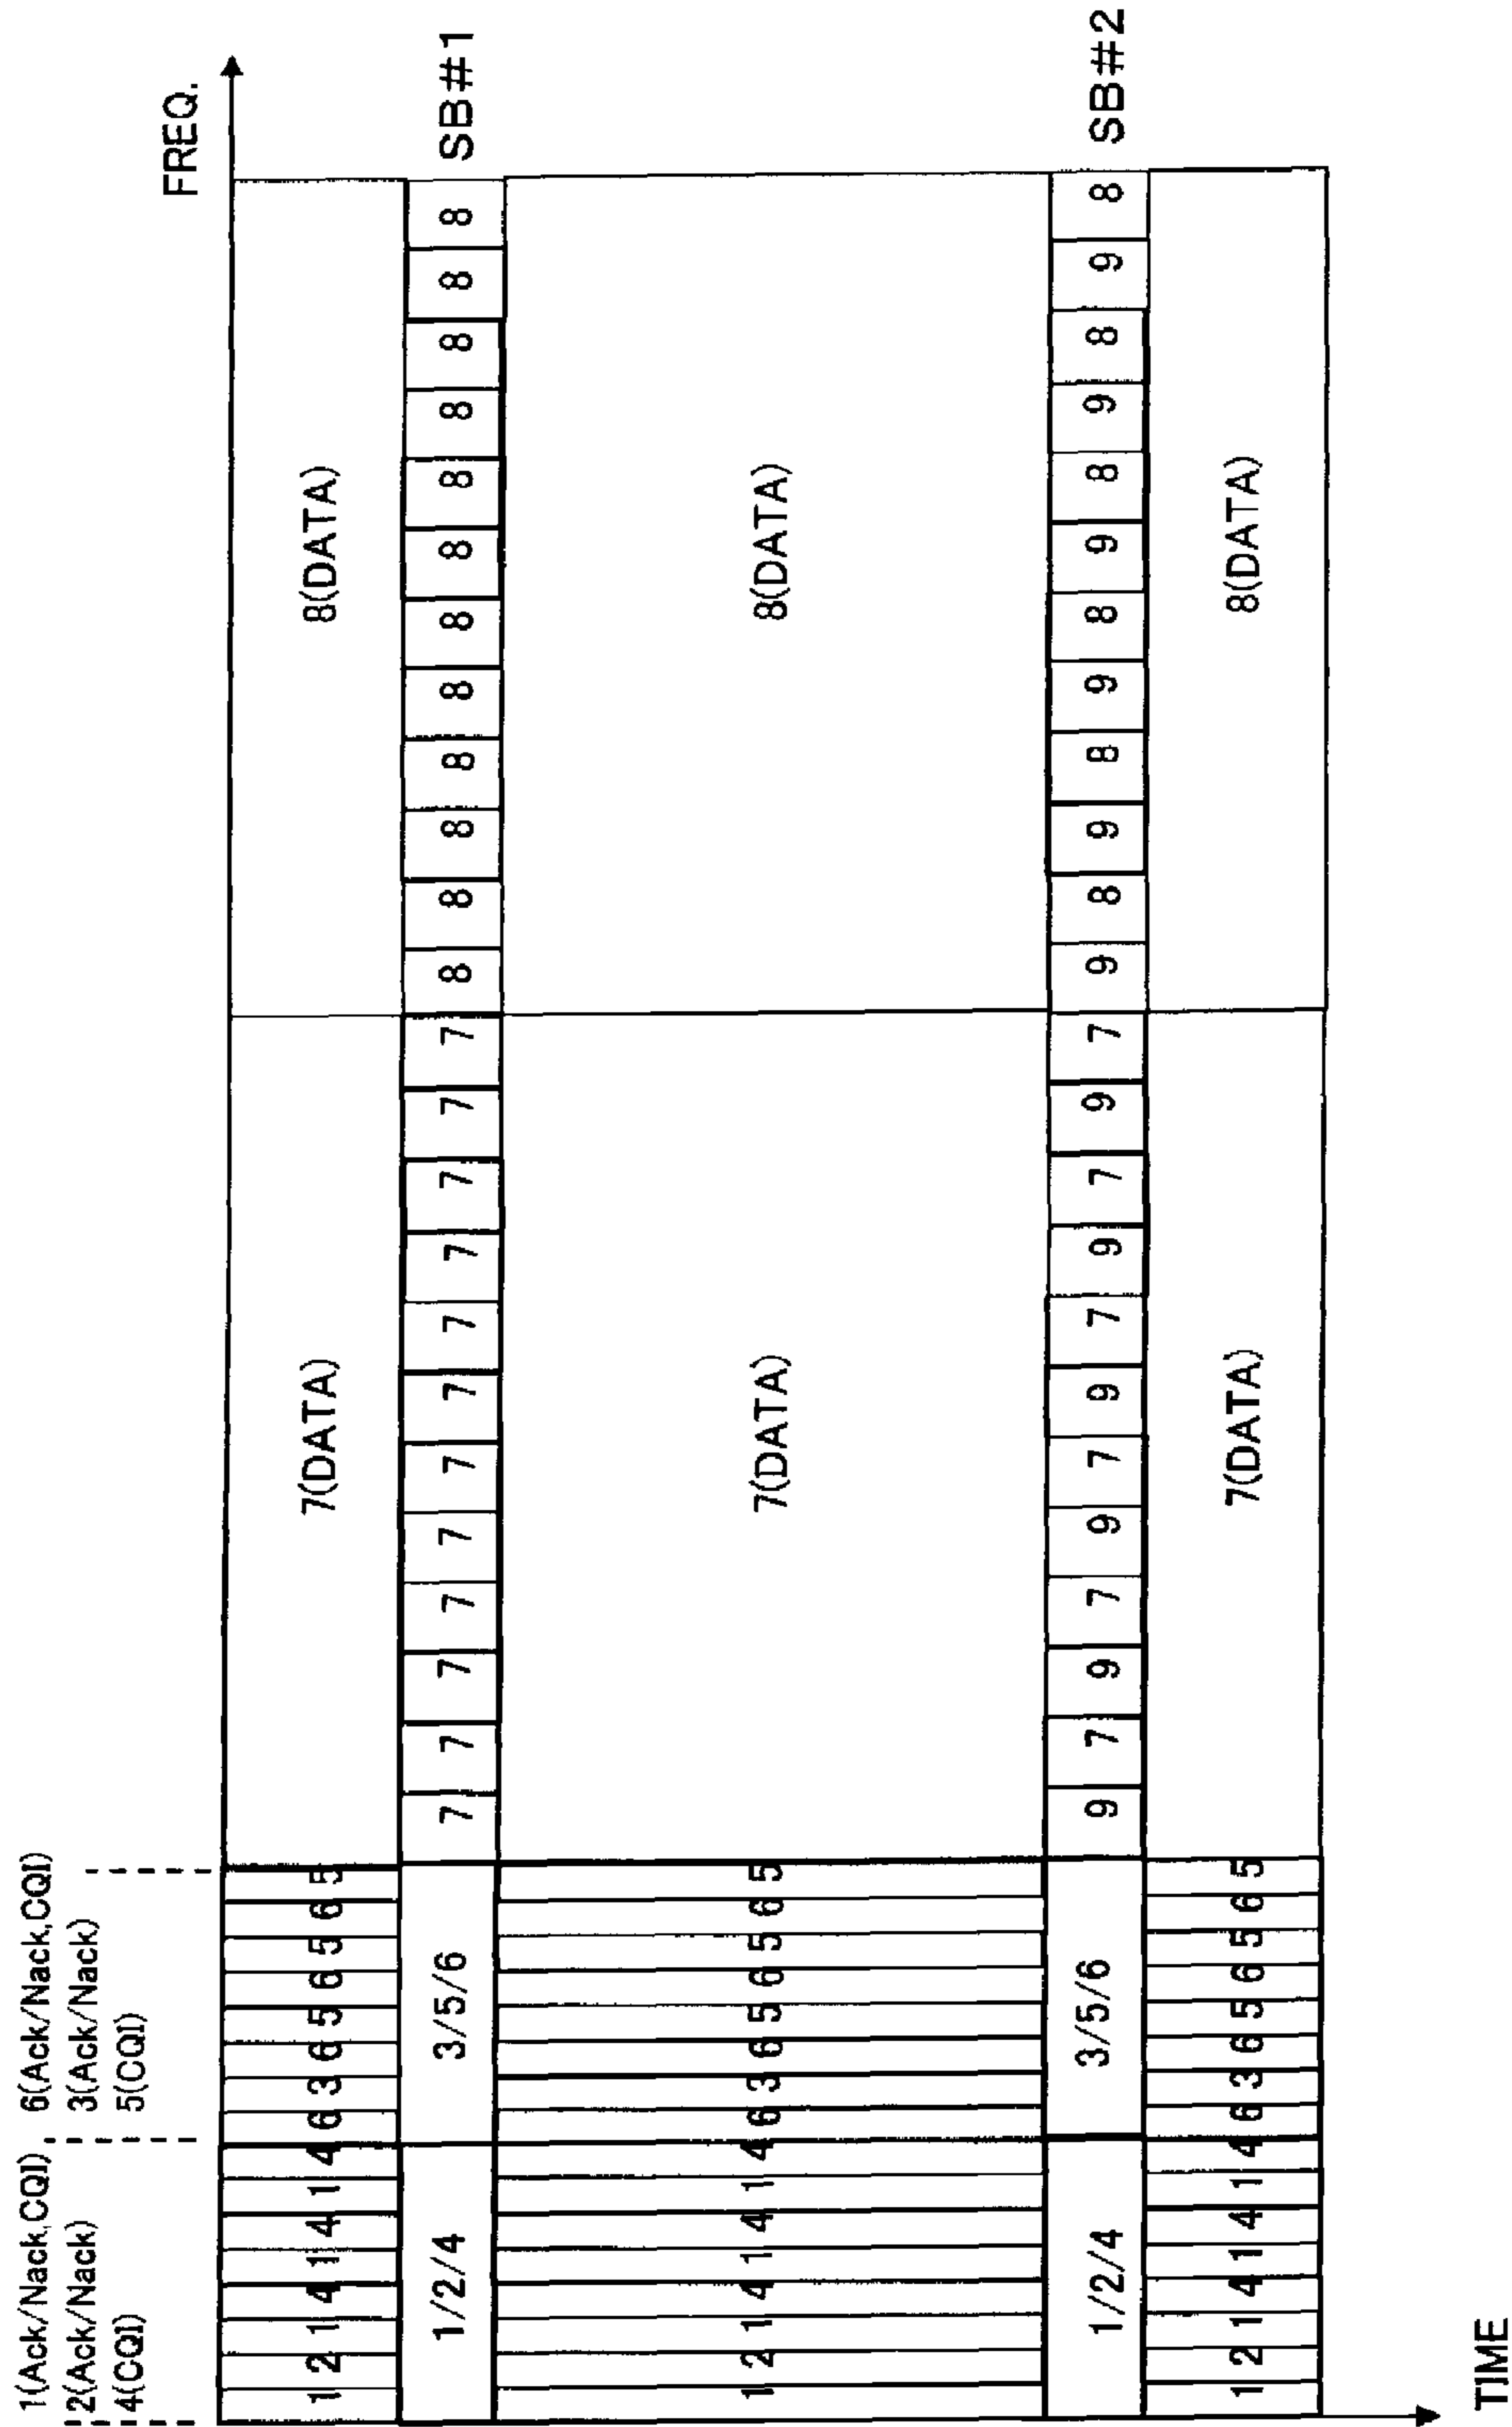 1(Ack/Nack,CQI) 6(Ack/Nack,CQI)
2(Ack/Nack) 3(Ack/Nack)
4(CQI) 5(CQI)
FREQ.
1 2 1 4 1 4 1 4 6 3 6 5 6 5 6 5 7(DATA) 8(DATA)
1/2/4 3/5/6 7 7 7 7 7 7 7 7 7 7 7 7 8 8 8 8 8 8 8 8 8 8 8 8 SB#1
1 2 1 4 1 4 1 4 6 3 6 5 6 5 6 5 7(DATA) 8(DATA)
1/2/4 3/5/6 9 7 9 7 9 7 9 7 9 7 9 7 9 8 9 8 9 8 9 8 9 8 9 8 SB#2
1 2 1 4 1 4 1 4 6 3 6 5 6 5 6 5 7(DATA) 8(DATA)
TIME